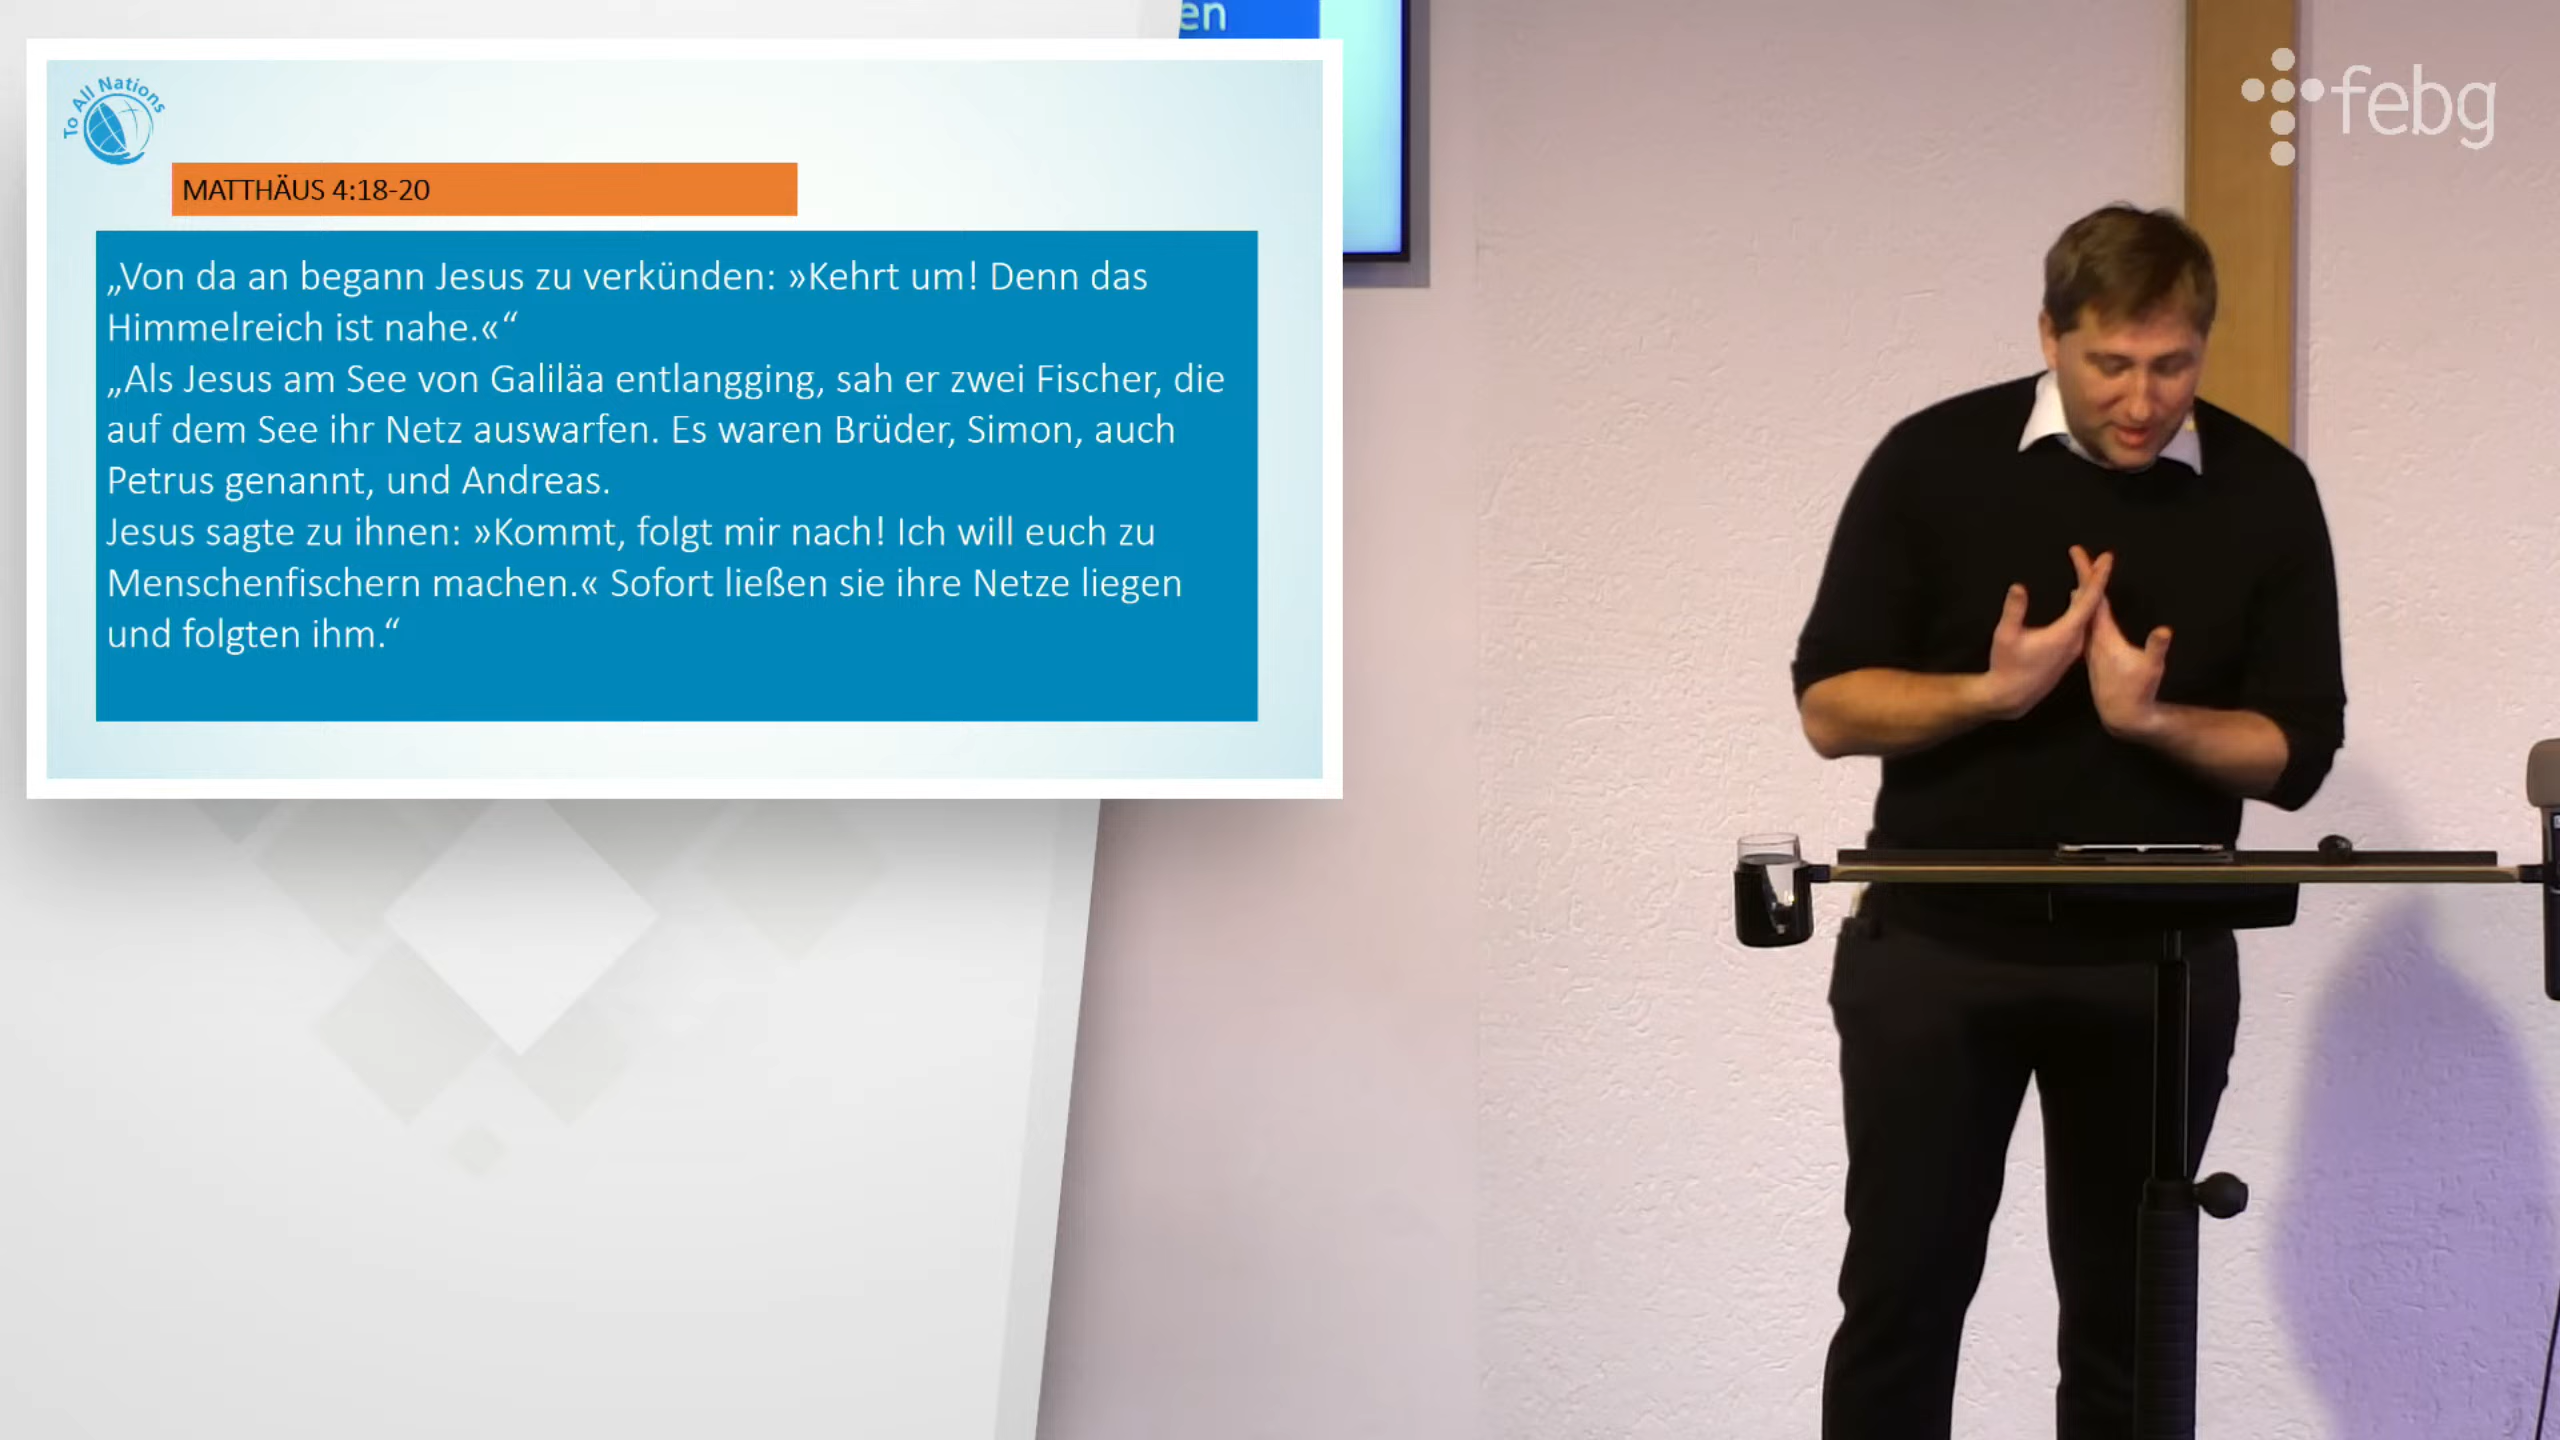 To All Nations
MATTHÄUS 4:18-20
„Von da an begann Jesus zu verkünden: »Kehrt um! Denn das
Himmelreich ist nahe.«“
„Als Jesus am See von Galiläa entlangging, sah er zwei Fischer, die
auf dem See ihr Netz auswarfen. Es waren Brüder, Simon, auch
Petrus genannt, und Andreas.
Jesus sagte zu ihnen: »Kommt, folgt mir nach! Ich will euch zu
Menschenfischern machen.« Sofort ließen sie ihre Netze liegen
und folgten ihm.“
en
febg